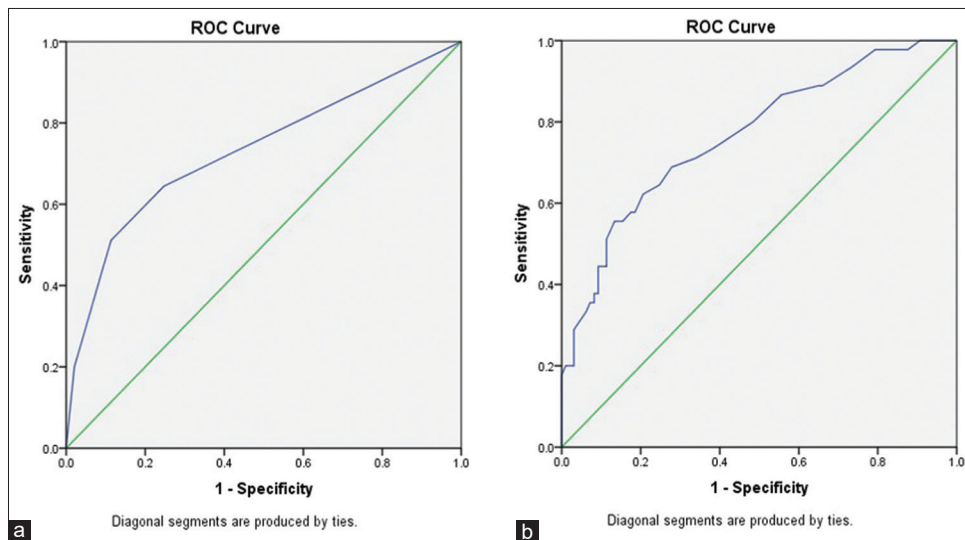 ROC Curve
1.0
0.8
0.6
0.4
0.2
0.0
Sensitivity
0.0 0.2 0.4 0.6 0.8 1.0
1 - Specificity
Diagonal segments are produced by ties.
a
ROC Curve
1.0
0.8
0.6
0.4
0.2
0.0
Sensitivity
0.0 0.2 0.4 0.6 0.8 1.0
1 - Specificity
Diagonal segments are produced by ties.
b